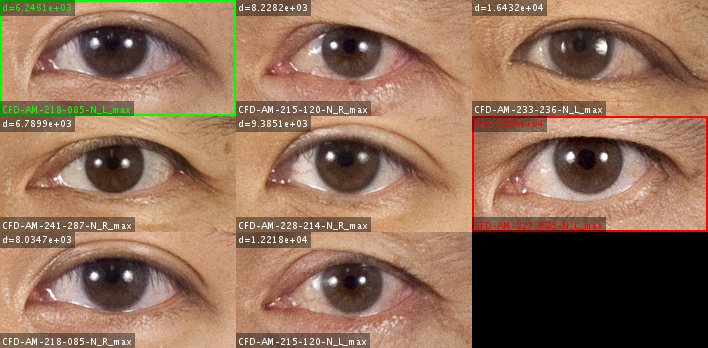 d=6.2461e+03
d=8.2282e+03
d=1.6432e+04
CFD-AM-218-085-N_L_max
CFD-AM-215-120-N_R_max
CFD-AM-233-236-N_L_max
d=6.7899e+03
d=9.3851e+03
CFD-AM-241-287-N_R_max
CFD-AM-228-214-N_R_max
d=8.0347e+03
d=1.2218e+04
CFD-AM-218-085-N_R_max
CFD-AM-215-120-N_L_max